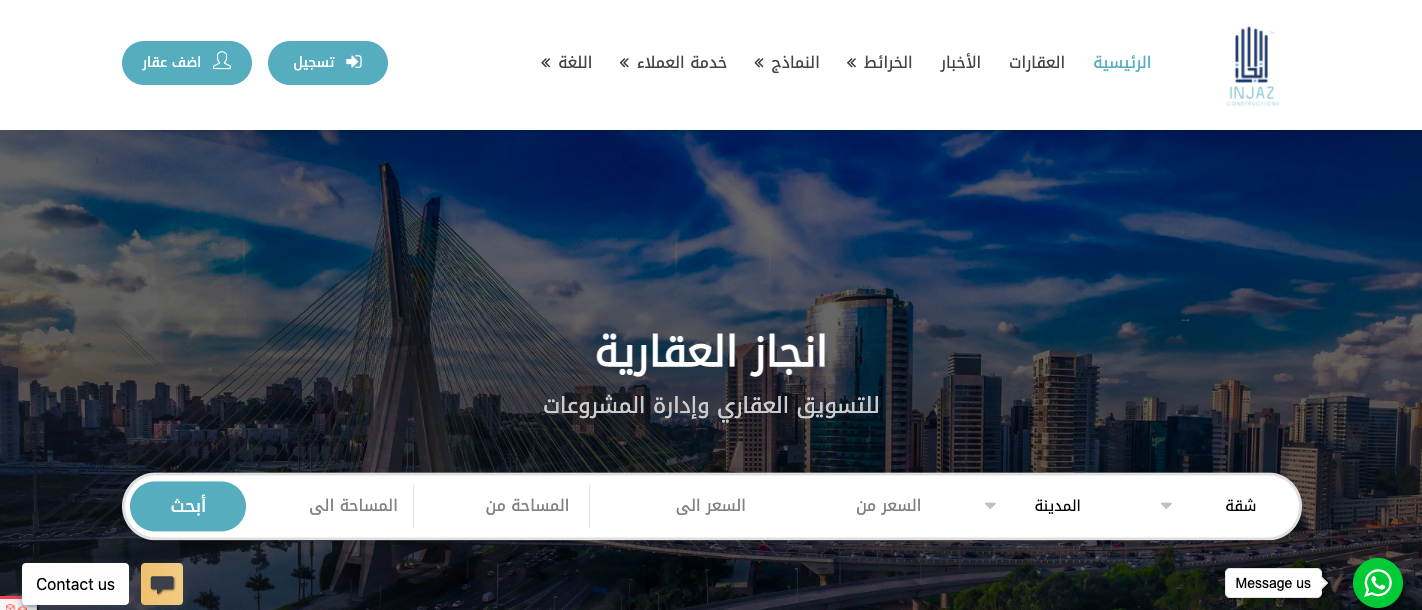 انجاز
INJAZ
CONSTRUCTIONS
الرئيسية
العقارات
الأخبار
الخرائط
النماذج
خدمة العملاء
اللغة
تسجيل
اضف عقار
انجاز العقارية
للتسويق العقاري وإدارة المشروعات
شقة
المدينة
السعر من
السعر الى
المساحة من
المساحة الى
أبحث
Contact us
Message us